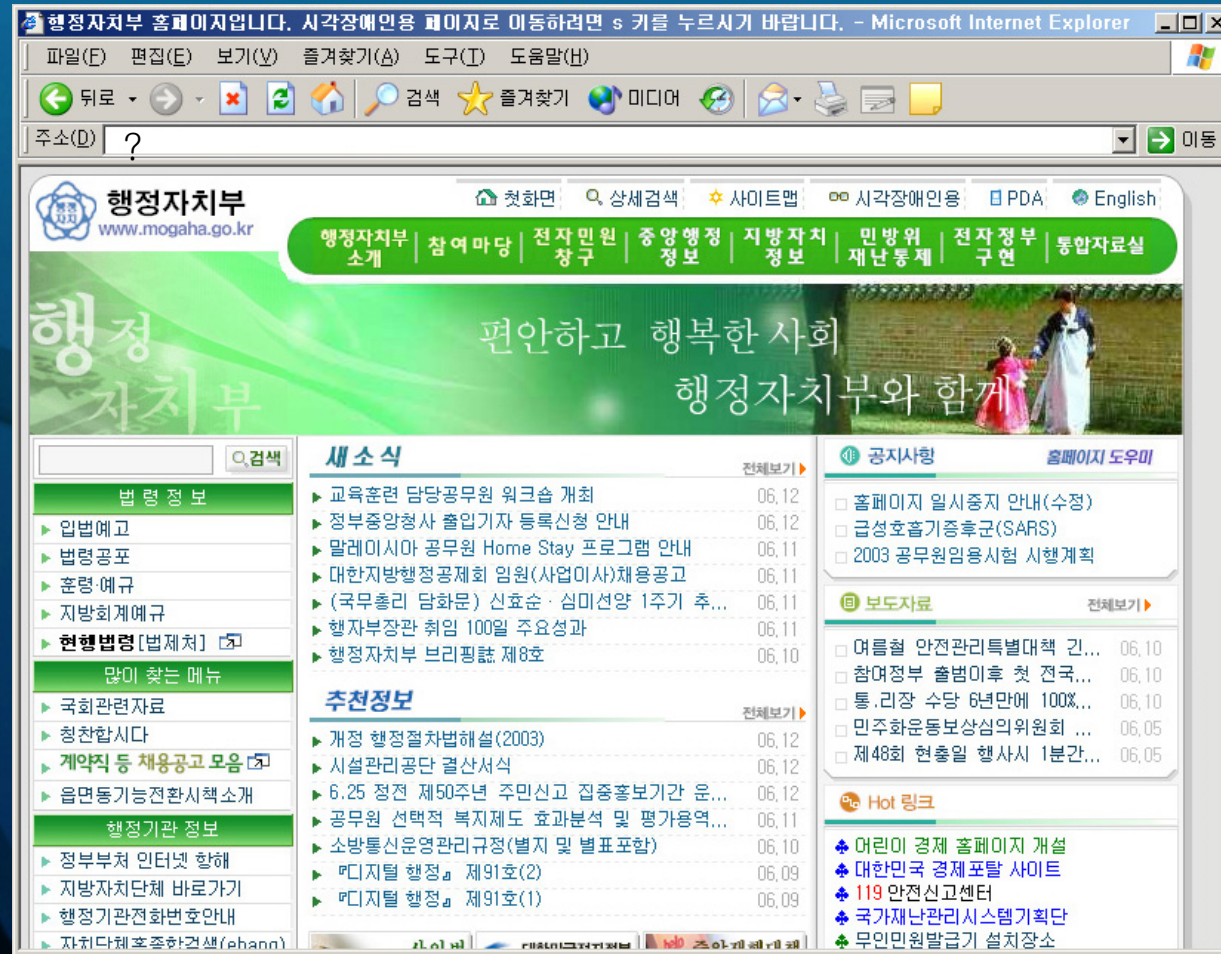 행정자치부 홈페이지입니다. 시각장애인용 페이지로 이동하려면 s 키를 누르시기 바랍니다. - Microsoft Internet Explorer
파일(F) 편집(E) 보기(V) 즐겨찾기(A) 도구(T) 도움말(H)
뒤로 검색 즐겨찾기 미디어
주소(D) ? 이동
행정자치부
www.mogaha.go.kr
첫화면 상세검색 사이트맵 시각장애인용 PDA English
행정자치부 소개 참여마당 전자민원 창구 중앙행정 정보 지방자치 정보 민방위 재난통제 전자정부 구현 통합자료실
행정
자치부
편안하고 행복한 사회
행정자치부와 함께
검색
법령정보
입법예고
법령공포
훈령·예규
지방회계예규
현행법령[법제처]
많이 찾는 메뉴
국회관련자료
칭찬합시다
계약직 등 채용공고 모음
읍면동기능전환시책소개
행정기관 정보
정부부처 인터넷 항해
지방자치단체 바로가기
행정기관전화번호안내
자치단체홈종합검색(ebang)
새소식 전체보기
교육훈련 담당공무원 워크숍 개최 06.12
정부중앙청사 출입기자 등록신청 안내 06.12
말레이시아 공무원 Home Stay 프로그램 안내 06.11
대한지방행정공제회 임원(사업이사)채용공고 06.11
(국무총리 담화문) 신효순·심미선양 1주기 추... 06.11
행자부장관 취임 100일 주요성과 06.11
행정자치부 브리핑誌 제8호 06.10
추천정보 전체보기
개정 행정절차법해설(2003) 06.12
시설관리공단 결산서식 06.12
6.25 정전 제50주년 주민신고 집중홍보기간 운... 06.12
공무원 선택적 복지제도 효과분석 및 평가용역... 06.11
소방통신운영관리규정(별지 및 별표포함) 06.10
『디지털 행정』 제91호(2) 06.09
『디지털 행정』 제91호(1) 06.09
help
공지사항 홈페이지 도우미
홈페이지 일시중지 안내(수정)
급성호흡기증후군(SARS)
2003 공무원임용시험 시행계획
보도자료 전체보기
여름철 안전관리특별대책 긴... 06.10
참여정부 출범이후 첫 전국... 06.10
통.리장 수당 6년만에 100%... 06.10
민주화운동보상심의위원회 ... 06.05
제48회 현충일 행사시 1분간... 06.05
Hot 링크
어린이 경제 홈페이지 개설
대한민국 경제포탈 사이트
119 안전신고센터
국가재난관리시스템기획단
무인민원발급기 설치장소